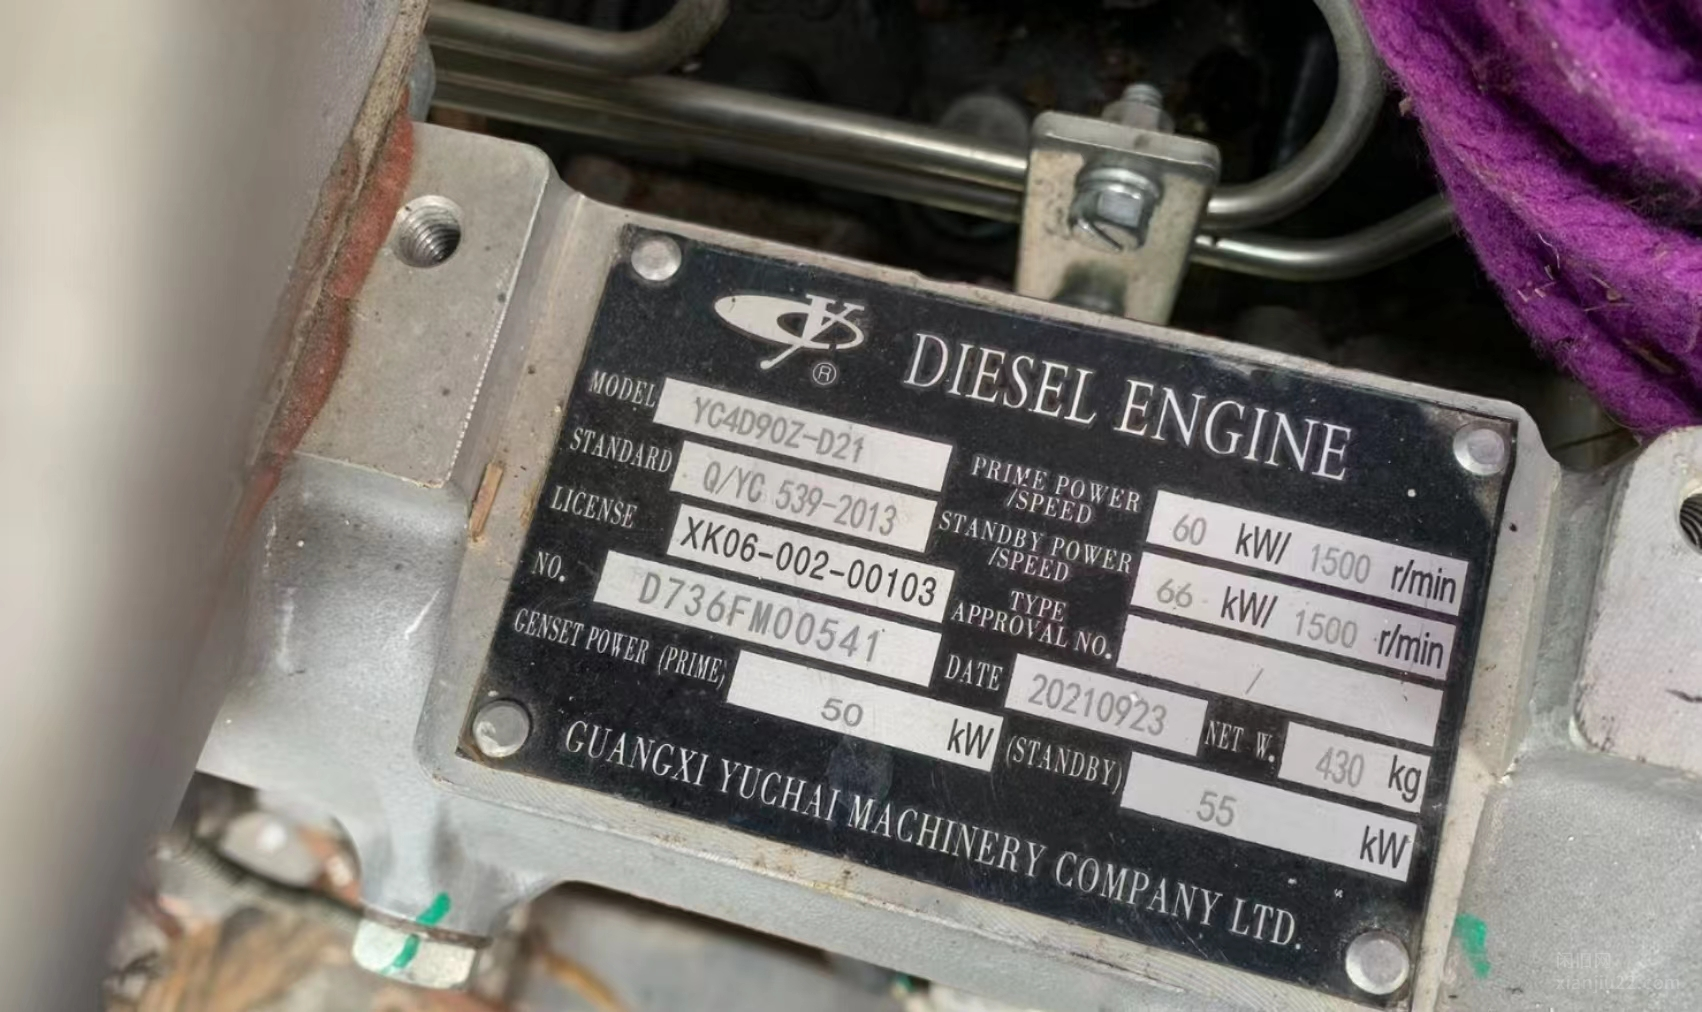 ®
DIESEL ENGINE
MODEL YC4D90Z-D21
STANDARD Q/YC 539-2013
LICENSE XK06-002-00103
NO. D736FM00541
PRIME POWER
/SPEED 60 kW/ 1500 r/min
STANDBY POWER
/SPEED 66 kW/ 1500 r/min
TYPE
APPROVAL NO. /
DATE 20210923 NET W. 430 kg
GENSET POWER (PRIME) 50 kW (STANDBY) 55 kW
GUANGXI YUCHAI MACHINERY COMPANY LTD.